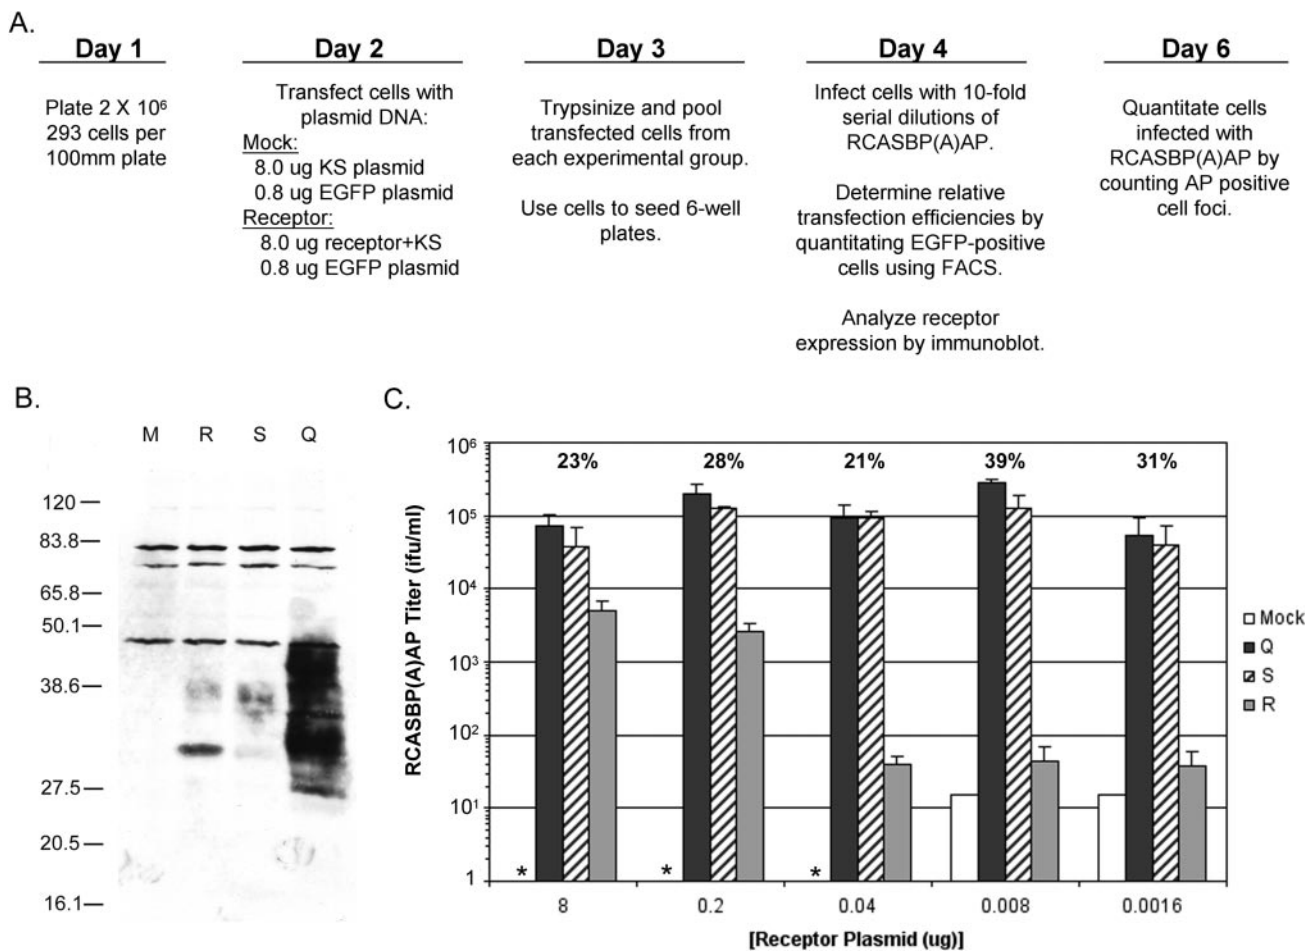 A.
Day 1
Plate 2 X 10⁶
293 cells per
100mm plate
Day 2
Transfect cells with
plasmid DNA:
Mock:
8.0 ug KS plasmid
0.8 ug EGFP plasmid
Receptor:
8.0 ug receptor+KS
0.8 ug EGFP plasmid
Day 3
Trypsinize and pool
transfected cells from
each experimental group.
Use cells to seed 6-well
plates.
Day 4
Infect cells with 10-fold
serial dilutions of
RCASBP(A)AP.
Determine relative
transfection efficiencies by
quantitating EGFP-positive
cells using FACS.
Analyze receptor
expression by immunoblot.
Day 6
Quantitate cells
infected with
RCASBP(A)AP by
counting AP positive
cell foci.
B.
M R S Q
120
83.8
65.8
50.1
38.6
27.5
20.5
16.1
C.
RCASBP(A)AP Titer (ifu/ml)
10⁶
10⁵
10⁴
10³
10²
10¹
1
23% 28% 21% 39% 31%
* * *
8 0.2 0.04 0.008 0.0016
[Receptor Plasmid (ug)]
Mock
Q
S
R